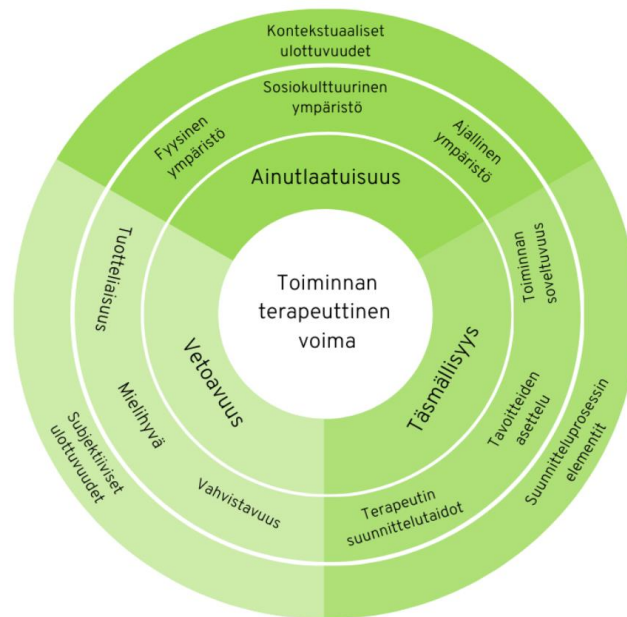 Kontekstuaaliset
ulottuvuudet
Sosiokulttuurinen
ympäristö
Fyysinen
ympäristö
Ajallinen
ympäristö
Ainutlaatuisuus
Toiminnan
soveltuvuus
Tuotteliaisuus
Toiminnan
terapeuttinen
voima
Vetoavuus
Täsmällisyys
Mielihyvä
Tavoitteiden
asettelu
Subjektiiviset
ulottuvuudet
Suunnitteluprosessin
elementit
Vahvistavuus
Terapeutin
suunnittelutaidot